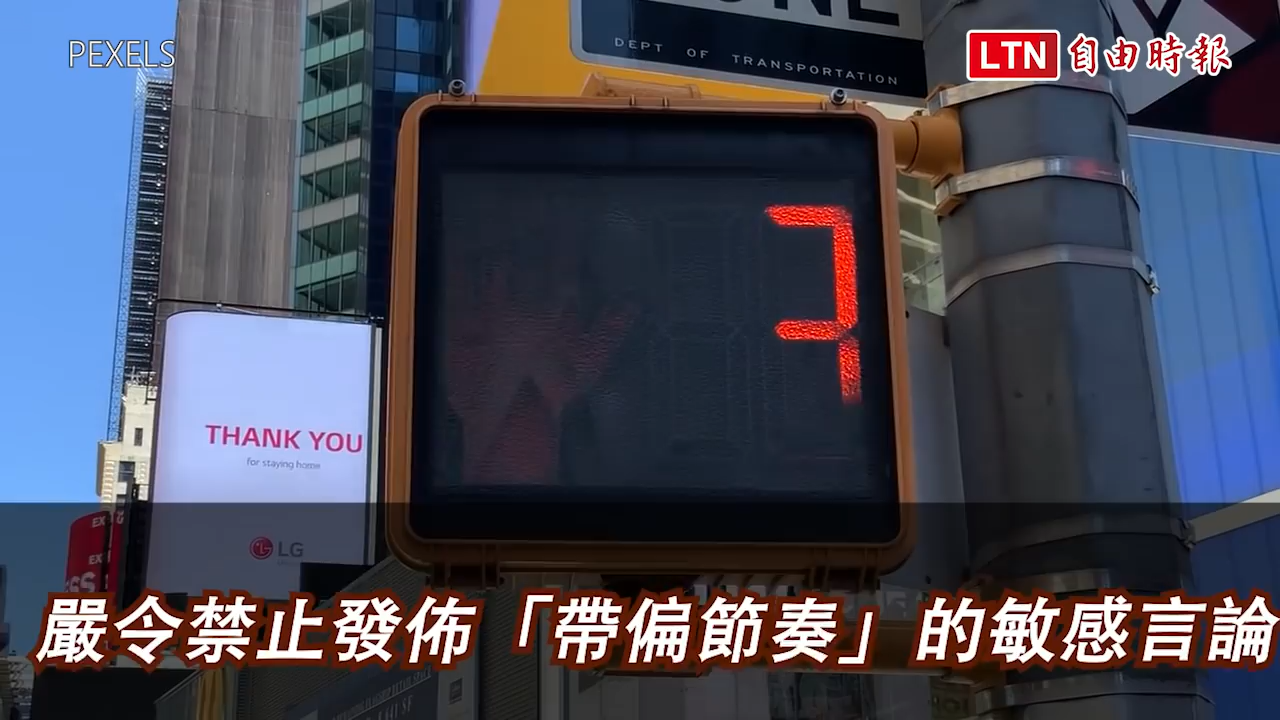 PEXELS
DEPT OF TRANSPORTATION
LTN 自由時報
7
THANK YOU
for staying home
LG
嚴令禁止發佈「帶偏節奏」的敏感言論